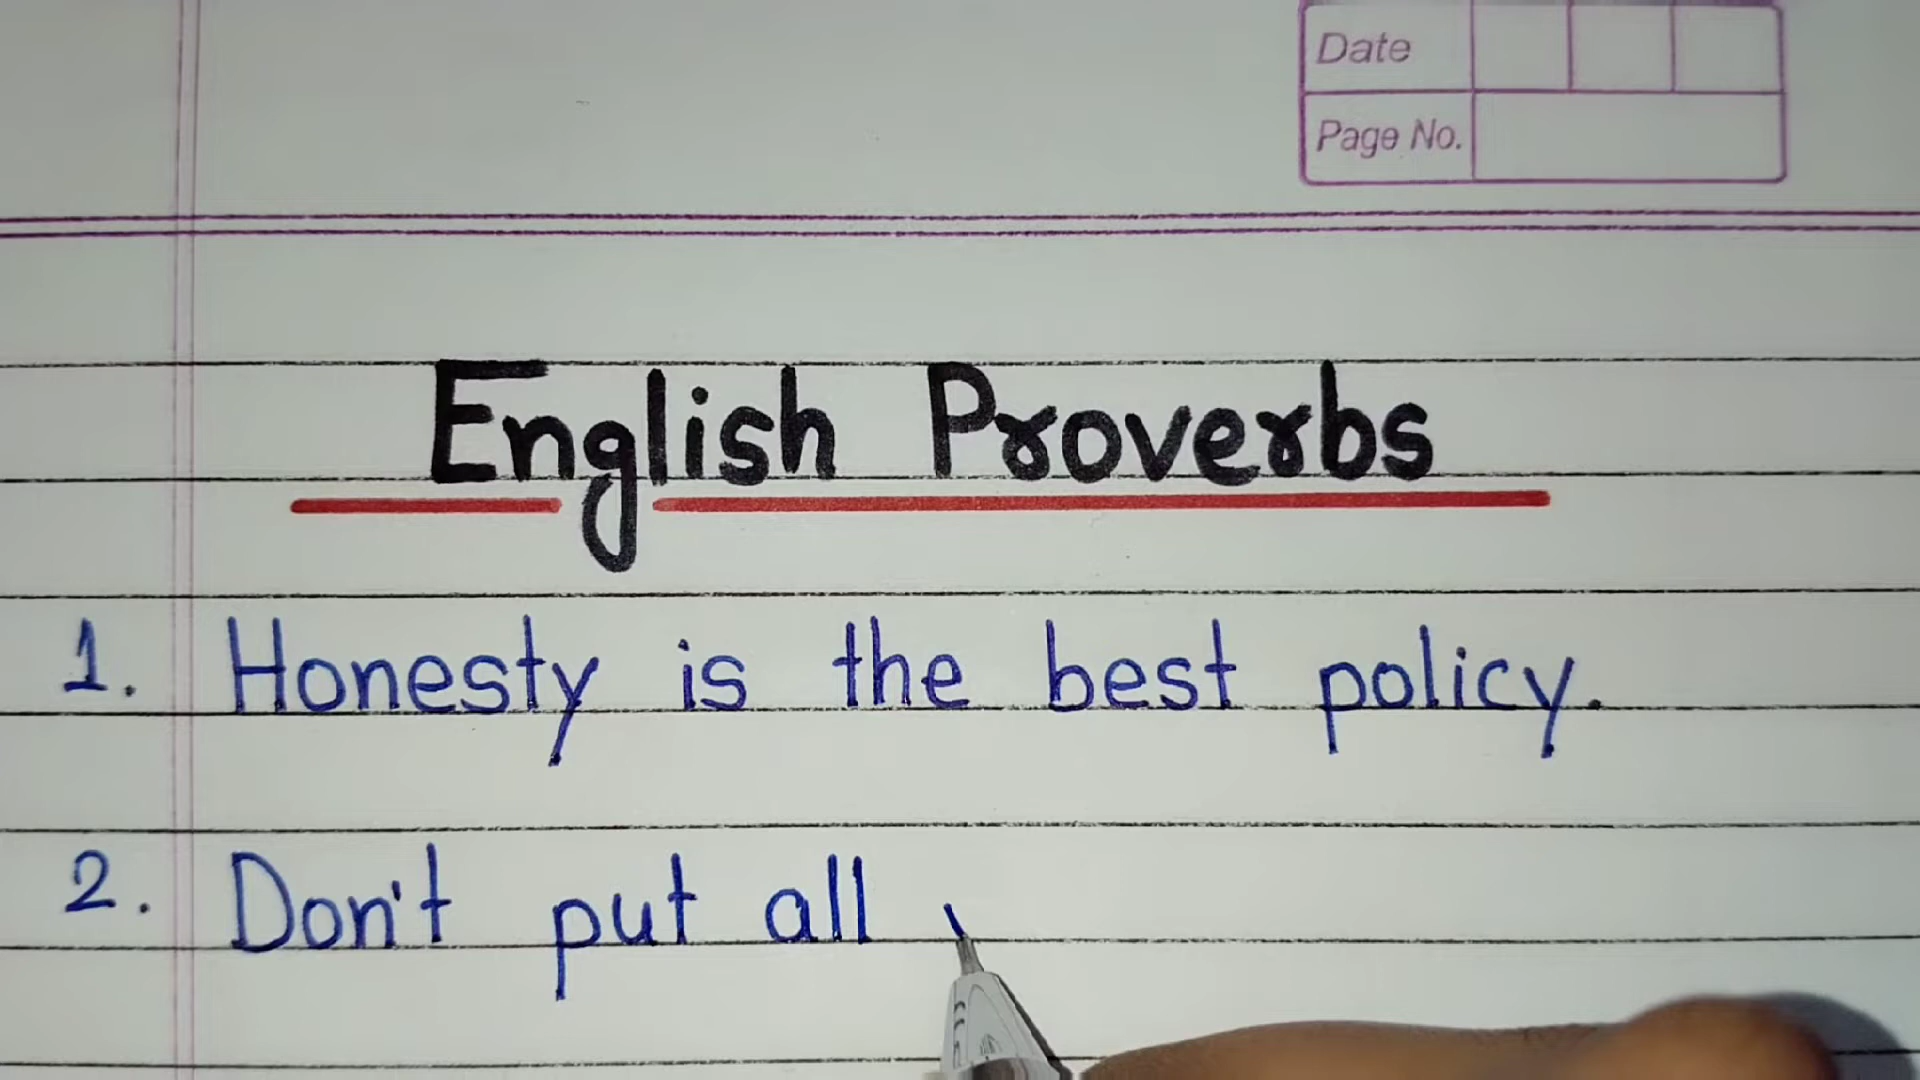 Date
Page No.
English Proverbs
1. Honesty is the best policy.
2. Don't put all